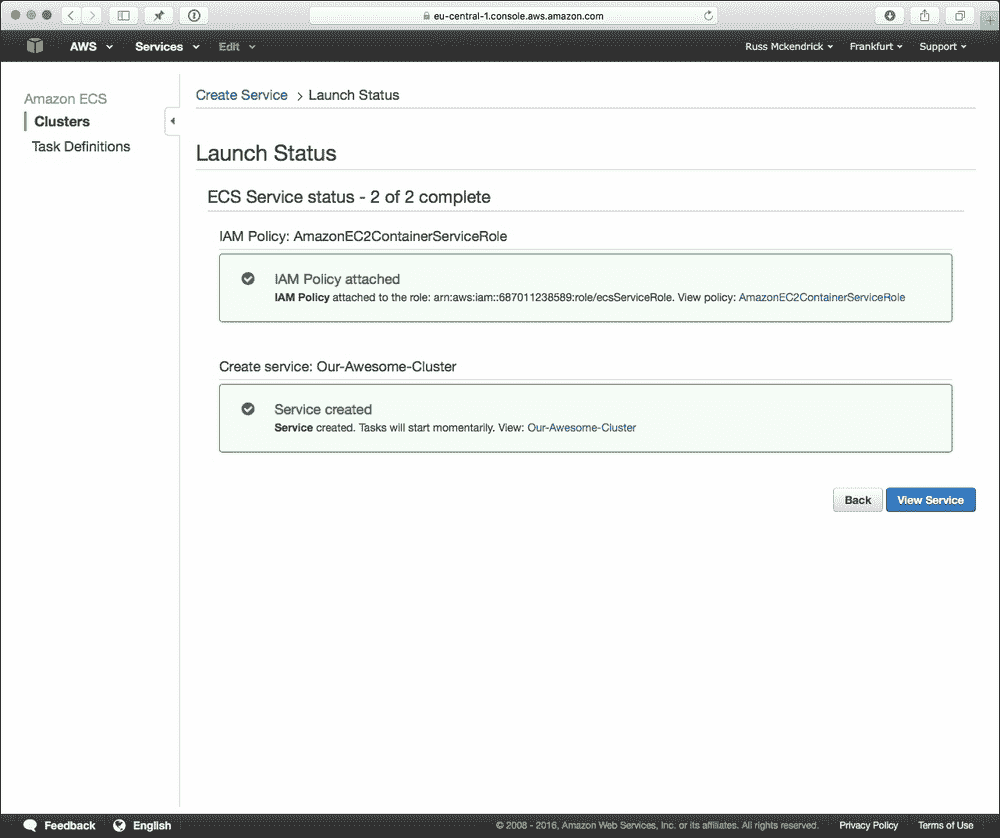 eu-central-1.console.aws.amazon.com
AWS Services Edit Russ Mckendrick Frankfurt Support
Amazon ECS
Clusters
Task Definitions
Create Service > Launch Status
Launch Status
ECS Service status - 2 of 2 complete
IAM Policy: AmazonEC2ContainerServiceRole
IAM Policy attached
IAM Policy attached to the role: arn:aws:iam::687011238589:role/ecsServiceRole. View policy: AmazonEC2ContainerServiceRole
Create service: Our-Awesome-Cluster
Service created
Service created. Tasks will start momentarily. View: Our-Awesome-Cluster
Back View Service
Feedback English © 2008 - 2016, Amazon Web Services, Inc. or its affiliates. All rights reserved. Privacy Policy Terms of Use